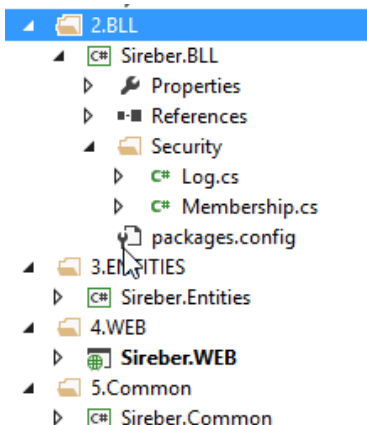 2.BLL
C# Sireber.BLL
Properties
References
Security
C# Log.cs
C# Membership.cs
packages.config
3.ENTITIES
C# Sireber.Entities
4.WEB
Sireber.WEB
5.Common
C# Sireber.Common